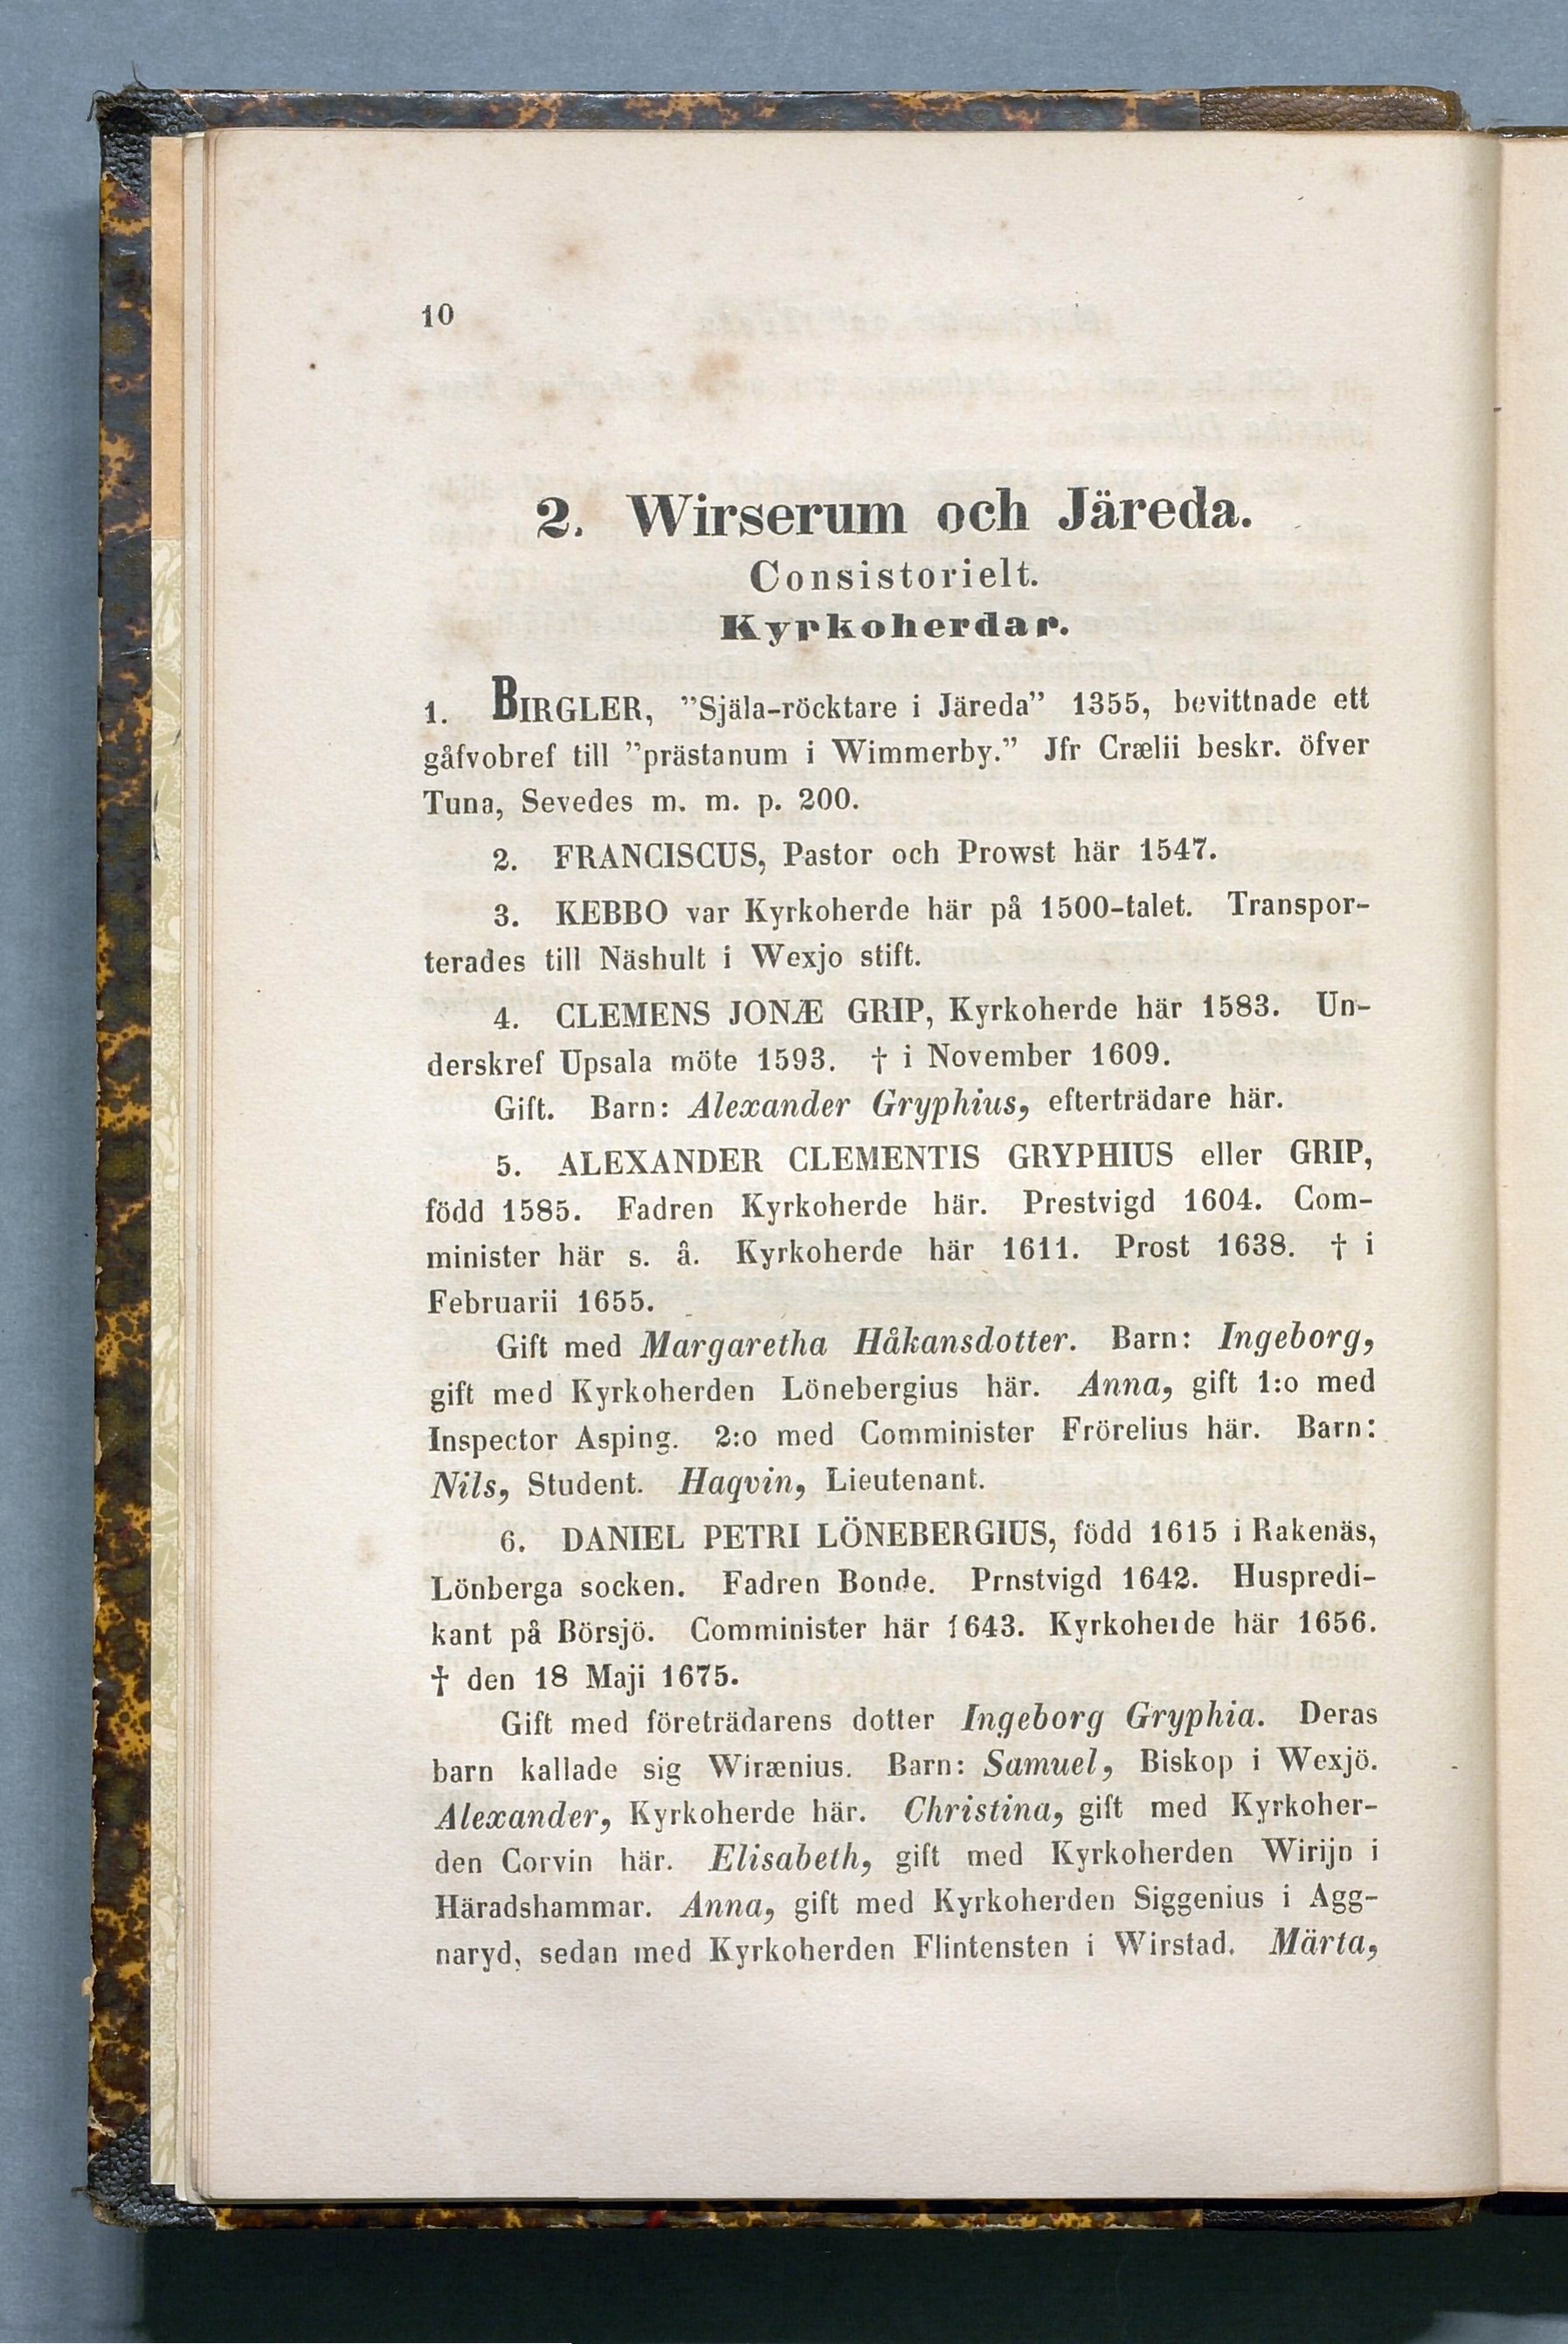 10
2. Wirserum och Järeda.
Consistorielt.
Kyrkoherdar.
1. BIRGLER, ”Själa-röcktare i Järeda” 1355, bevittnade ett
gåfvobref till ”prästanum i Wimmerby.” Jfr Crælii beskr. öfver
Tuna, Sevedes m. m. p. 200.
2. FRANCISCUS, Pastor och Prowst här 1547.
3. KEBBO var Kyrkoherde här på 1500-talet. Transpor-
terades till Näshult i Wexjo stift.
4. CLEMENS JONÆ GRIP, Kyrkoherde här 1583. Un-
derskref Upsala möte 1593. † i November 1609.
Gift. Barn: Alexander Gryphius, efterträdare här.
5. ALEXANDER CLEMENTIS GRYPHIUS eller GRIP,
född 1585. Fadren Kyrkoherde här. Prestvigd 1604. Com-
minister här s. å. Kyrkoherde här 1611. Prost 1638. † i
Februarii 1655.
Gift med Margaretha Håkansdotter. Barn: Ingeborg,
gift med Kyrkoherden Lönebergius här. Anna, gift 1:o med
Inspector Asping. 2:o med Comminister Frörelius här. Barn:
Nils, Student. Haqvin, Lieutenant.
6. DANIEL PETRI LÖNEBERGIUS, född 1615 i Rakenäs,
Lönberga socken. Fadren Bonde. Prnstvigd 1642. Huspredi-
kant på Börsjö. Comminister här 1643. Kyrkoherde här 1656.
† den 18 Maji 1675.
Gift med företrädarens dotter Ingeborg Gryphia. Deras
barn kallade sig Wirænius. Barn: Samuel, Biskop i Wexjö.
Alexander, Kyrkoherde här. Christina, gift med Kyrkoher-
den Corvin här. Elisabeth, gift med Kyrkoherden Wirijn i
Häradshammar. Anna, gift med Kyrkoherden Siggenius i Agg-
naryd, sedan med Kyrkoherden Flintensten i Wirstad. Märta,